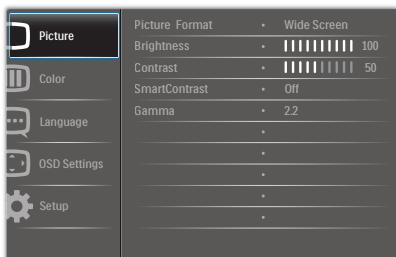 Picture
Color
Language
OSD Settings
Setup
Picture Format • Wide Screen
Brightness • 100
Contrast • 50
SmartContrast • Off
Gamma • 2.2
•
•
•
•
•